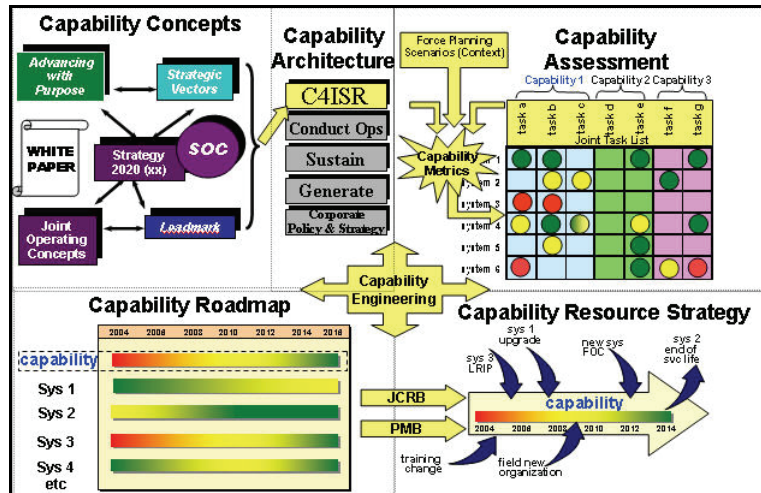 Capability Concepts
Advancing
with
Purpose
Strategic
Vectors
WHITE
PAPER
Strategy
2020 (xx)
SOC
Joint
Operating
Concepts
Leadmark
Capability
Architecture
C4ISR
Conduct Ops
Sustain
Generate
Corporate
Policy & Strategy
Force Planning
Scenarios (Context)
Capability
Metrics
Capability
Assessment
Capability 1
Capability 2
Capability 3
task a
task b
task c
task d
task e
task f
task g
Joint Task List
2
ystem 3
ystem 4
ystem 5
ystem 6
Capability
Engineering
Capability Roadmap
2004 2006 2008 2010 2012 2014 2016
capability
Sys 1
Sys 2
Sys 3
Sys 4
etc
JCRB
PMB
Capability Resource Strategy
sys 3
LRIP
sys 1
upgrade
new sys
FOC
sys 2
end of
svc life
capability
2004 2006 2008 2010 2012 2014
training
change
field new
organization